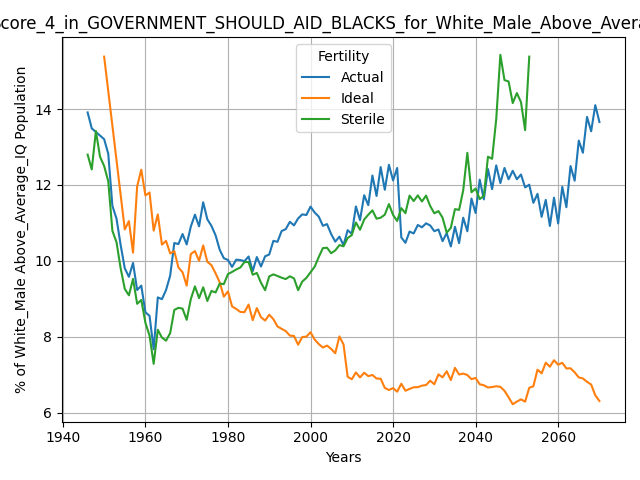 core_4_in_GOVERNMENT_SHOULD_AID_BLACKS_for_White_Male_Above_Avera
Fertility
Actual
Ideal
Sterile
% of White_Male Above_Average_IQ Population
14
12
10
8
6
1940 1960 1980 2000 2020 2040 2060
Years